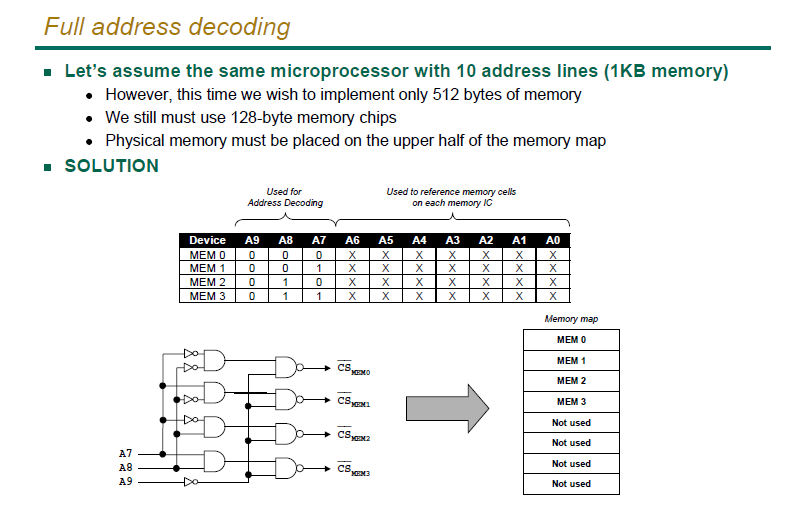 Full address decoding
Let's assume the same microprocessor with 10 address lines (1KB memory)
However, this time we wish to implement only 512 bytes of memory
We still must use 128-byte memory chips
Physical memory must be placed on the upper half of the memory map
SOLUTION
Used for
Address Decoding
Used to reference memory cells
on each memory IC
Device A9 A8 A7 A6 A5 A4 A3 A2 A1 A0
MEM 0 0 0 0 X X X X X X X
MEM 1 0 0 1 X X X X X X X
MEM 2 0 1 0 X X X X X X X
MEM 3 0 1 1 X X X X X X X
Memory map
MEM 0
MEM 1
MEM 2
MEM 3
Not used
Not used
Not used
Not used
CS MEM0
CS MEM1
CS MEM2
CS MEM3
A7
A8
A9